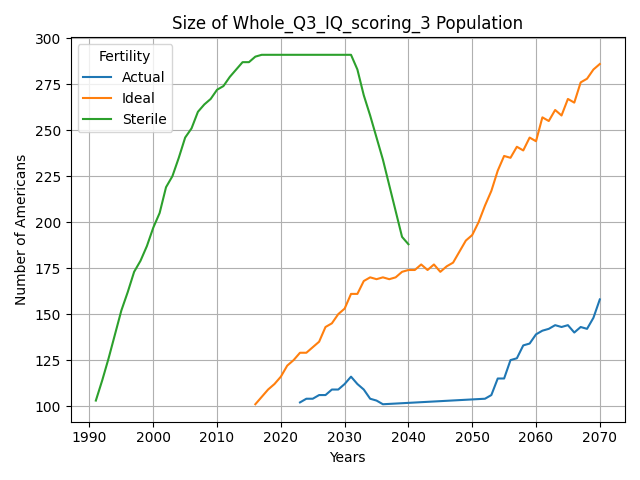 Size of Whole_Q3_IQ_scoring_3 Population
Number of Americans
300
275
250
225
200
175
150
125
100
Fertility
Actual
Ideal
Sterile
1990 2000 2010 2020 2030 2040 2050 2060 2070
Years